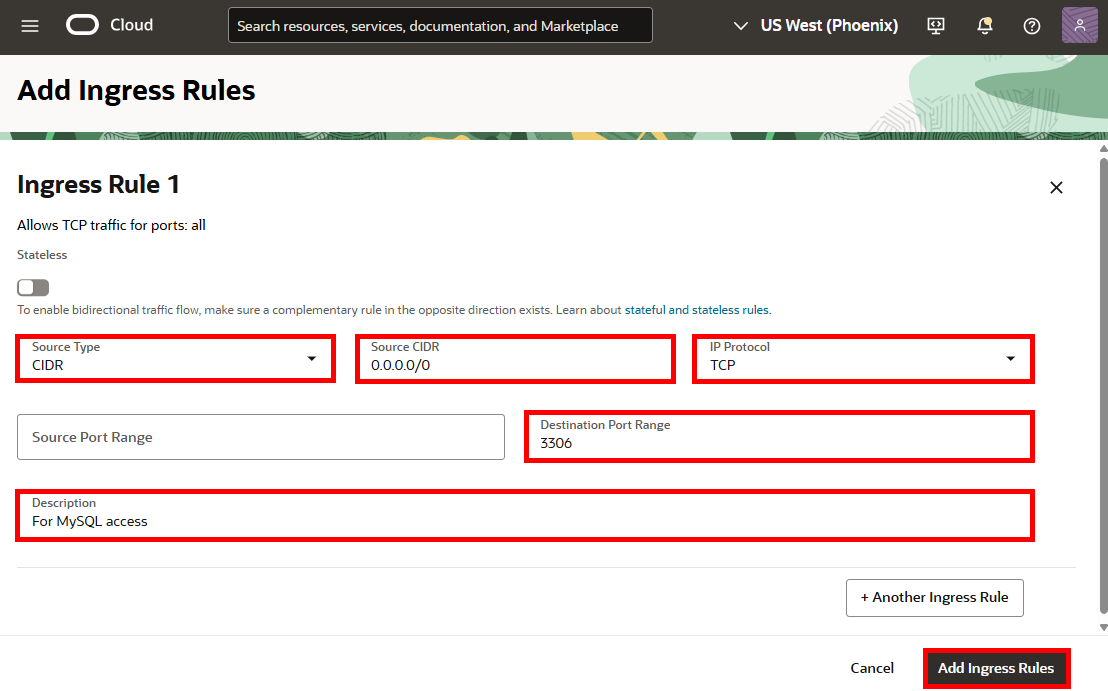 Cloud
Search resources, services, documentation, and Marketplace
US West (Phoenix)
Add Ingress Rules
Ingress Rule 1
Allows TCP traffic for ports: all
Stateless
To enable bidirectional traffic flow, make sure a complementary rule in the opposite direction exists. Learn about stateful and stateless rules.
Source Type
CIDR
Source CIDR
0.0.0.0/0
IP Protocol
TCP
Source Port Range
Destination Port Range
3306
Description
For MySQL access
+ Another Ingress Rule
Cancel
Add Ingress Rules